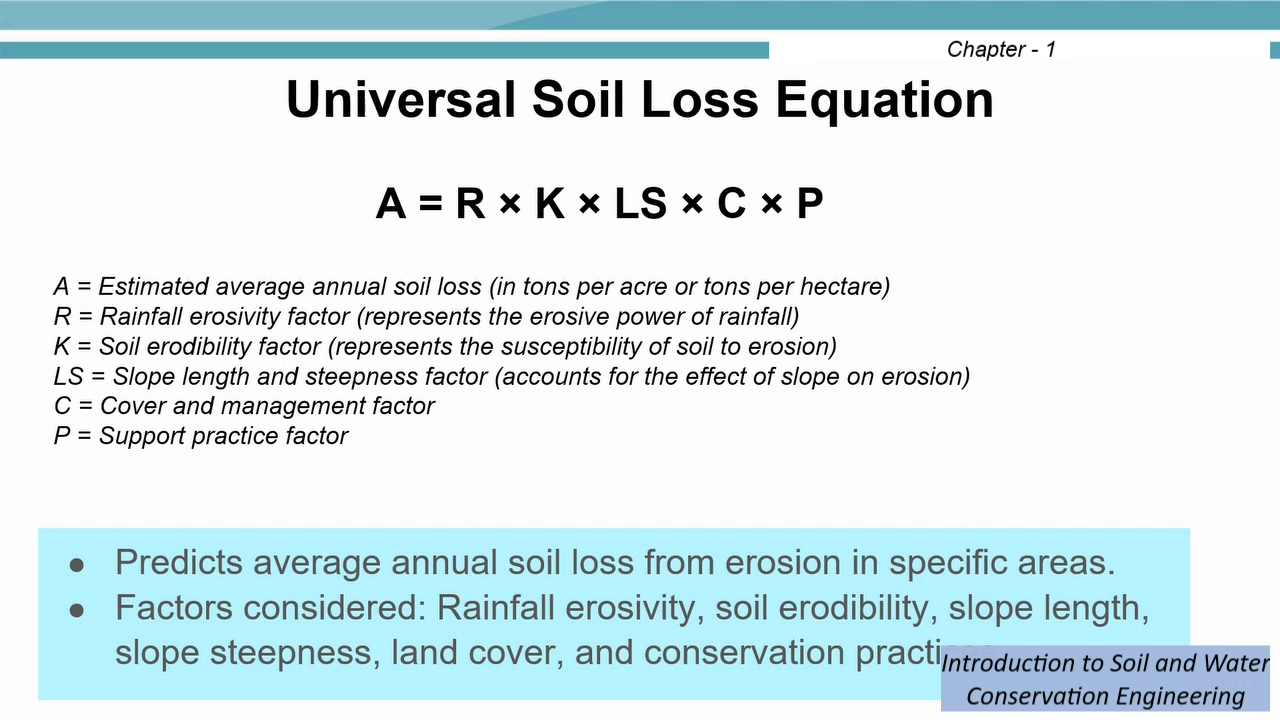 Chapter - 1
Universal Soil Loss Equation
A = R × K × LS × C × P
A = Estimated average annual soil loss (in tons per acre or tons per hectare)
R = Rainfall erosivity factor (represents the erosive power of rainfall)
K = Soil erodibility factor (represents the susceptibility of soil to erosion)
LS = Slope length and steepness factor (accounts for the effect of slope on erosion)
C = Cover and management factor
P = Support practice factor
● Predicts average annual soil loss from erosion in specific areas.
● Factors considered: Rainfall erosivity, soil erodibility, slope length,
slope steepness, land cover, and conservation
Introduction to Soil and Water
Conservation Engineering